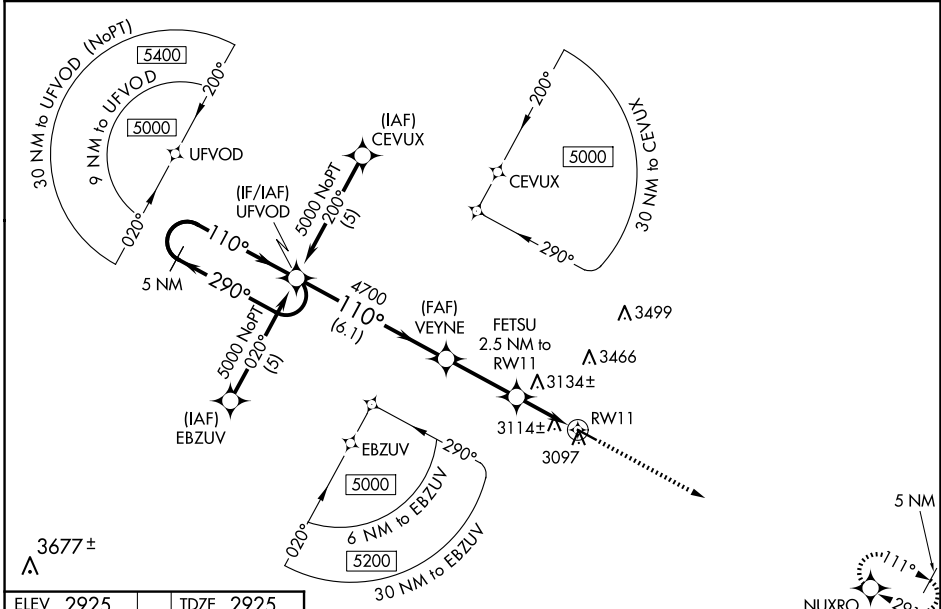 30 NM to UFVOD (NoPT)
5400
9 NM to UFVOD
5000
200°
UFVOD
020°
(IAF)
CEVUX
5000 NoPT
200°
(5)
200°
CEVUX
5000
30 NM to CEVUX
290°
(IF/IAF)
UFVOD
110°
5 NM
290°
4700
110°
(6.1)
5000 NoPT
020°
(5)
(IAF)
EBZUV
(FAF)
VEYNE
FETSU
2.5 NM to
RW11
3499
3466
3134±
3114±
RW11
3097
EBZUV
290°
5000
6 NM to EBZUV
020°
5200
30 NM to EBZUV
3677±
5 NM
111°
NUXRO
ELEV 2925
TDZE 2925